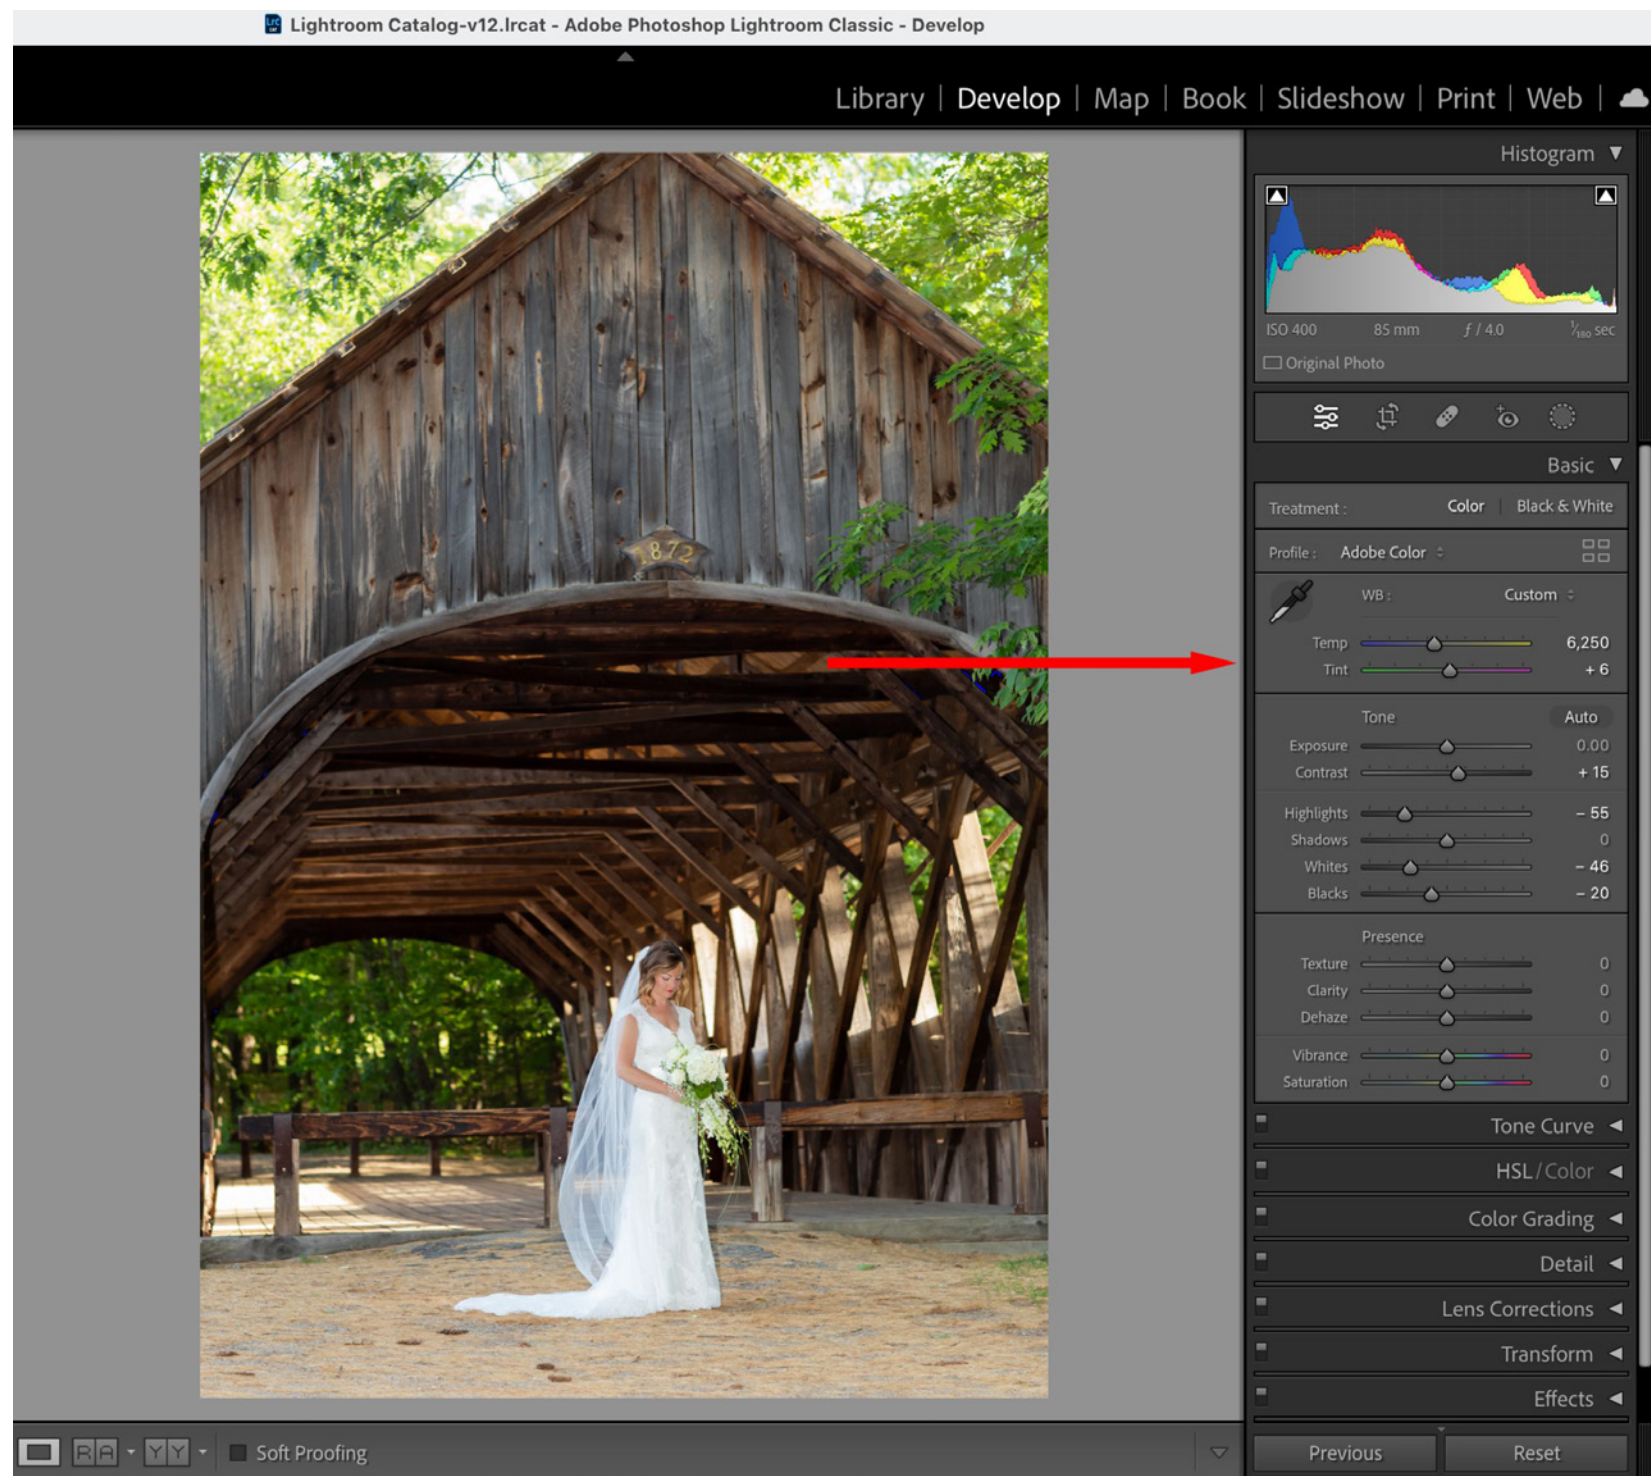 Lightroom Catalog-v12.lrcat - Adobe Photoshop Lightroom Classic - Develop
Library | Develop | Map | Book | Slideshow | Print | Web |
Histogram
ISO 400 85 mm f / 4.0 1/180 sec
Original Photo
Basic
Treatment : Color Black & White
Profile : Adobe Color
WB : Custom
Temp 6,250
Tint + 6
Tone Auto
Exposure 0.00
Contrast + 15
Highlights - 55
Shadows 0
Whites - 46
Blacks - 20
Presence
Texture 0
Clarity 0
Dehaze 0
Vibrance 0
Saturation 0
Tone Curve
HSL / Color
Color Grading
Detail
Lens Corrections
Transform
Effects
1872
R A Y Y Soft Proofing
Previous Reset